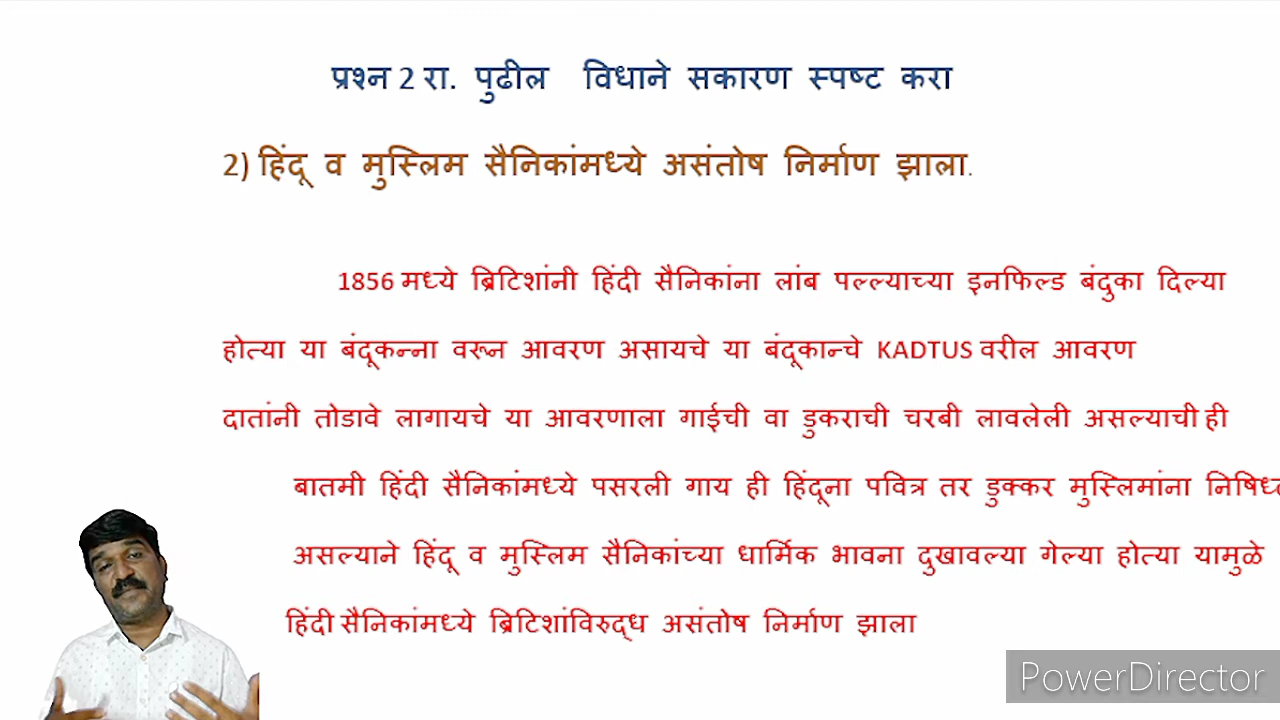 प्रश्न 2 रा. पुढील विधाने सकारण स्पष्ट करा
2) हिंदू व मुस्लिम सैनिकांमध्ये असंतोष निर्माण झाला.
1856 मध्ये ब्रिटिशांनी हिंदी सैनिकांना लांब पल्ल्याच्या इनफिल्ड बंदुका दिल्या
होत्या या बंदूकन्ना वरून आवरण असायचे या बंदूकान्चे KADTUS वरील आवरण
दातांनी तोडावे लागायचे या आवरणाला गाईची वा डुकराची चरबी लावलेली असल्याची ही
बातमी हिंदी सैनिकांमध्ये पसरली गाय ही हिंदूना पवित्र तर डुक्कर मुस्लिमांना
असल्याने हिंदू व मुस्लिम सैनिकांच्या धार्मिक भावना दुखावल्या गेल्या होत्या यामुळे
हिंदी सैनिकांमध्ये ब्रिटिशांविरुद्ध असंतोष निर्माण झाला
PowerDirector